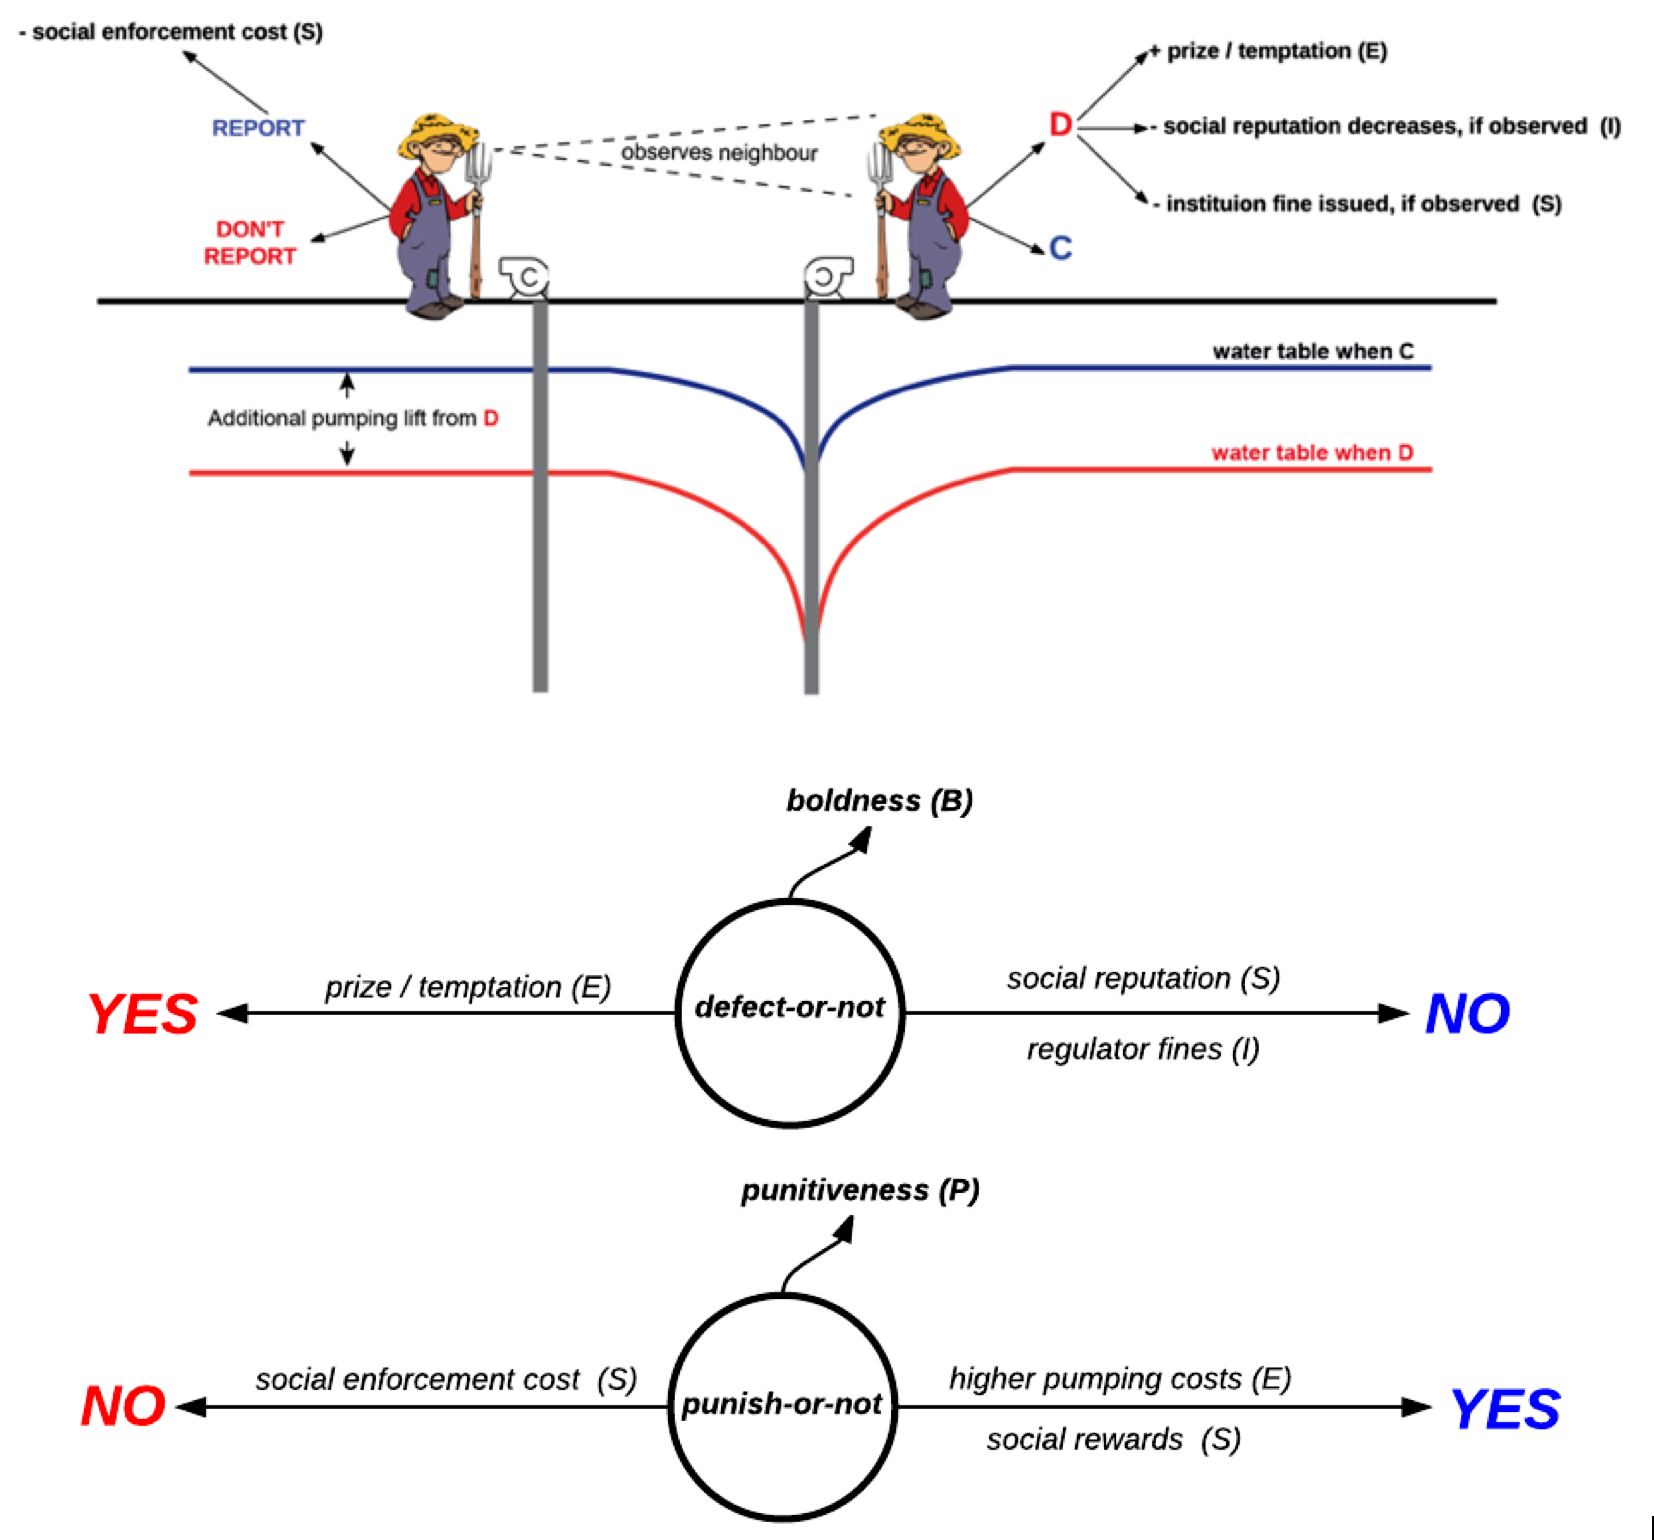 - social enforcement cost (S)
+ prize / temptation (E)
REPORT
D
- social reputation decreases, if observed (I)
observes neighbour
- instituion fine issued, if observed (S)
DON'T
REPORT
C
C
C
water table when C
Additional pumping lift from D
water table when D
boldness (B)
prize / temptation (E)
social reputation (S)
YES
defect-or-not
NO
regulator fines (I)
punitiveness (P)
social enforcement cost (S)
higher pumping costs (E)
NO
punish-or-not
YES
social rewards (S)